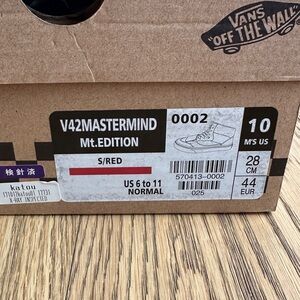 VANS
"OFF THE WALL"
V42MASTERMIND
Mt.EDITION
0002
10
M'S US
S/RED
28
CM
US 6 to 11
NORMAL
570413-0002
025
44
EUR
検針済
katou
X-RAY INSPECTED